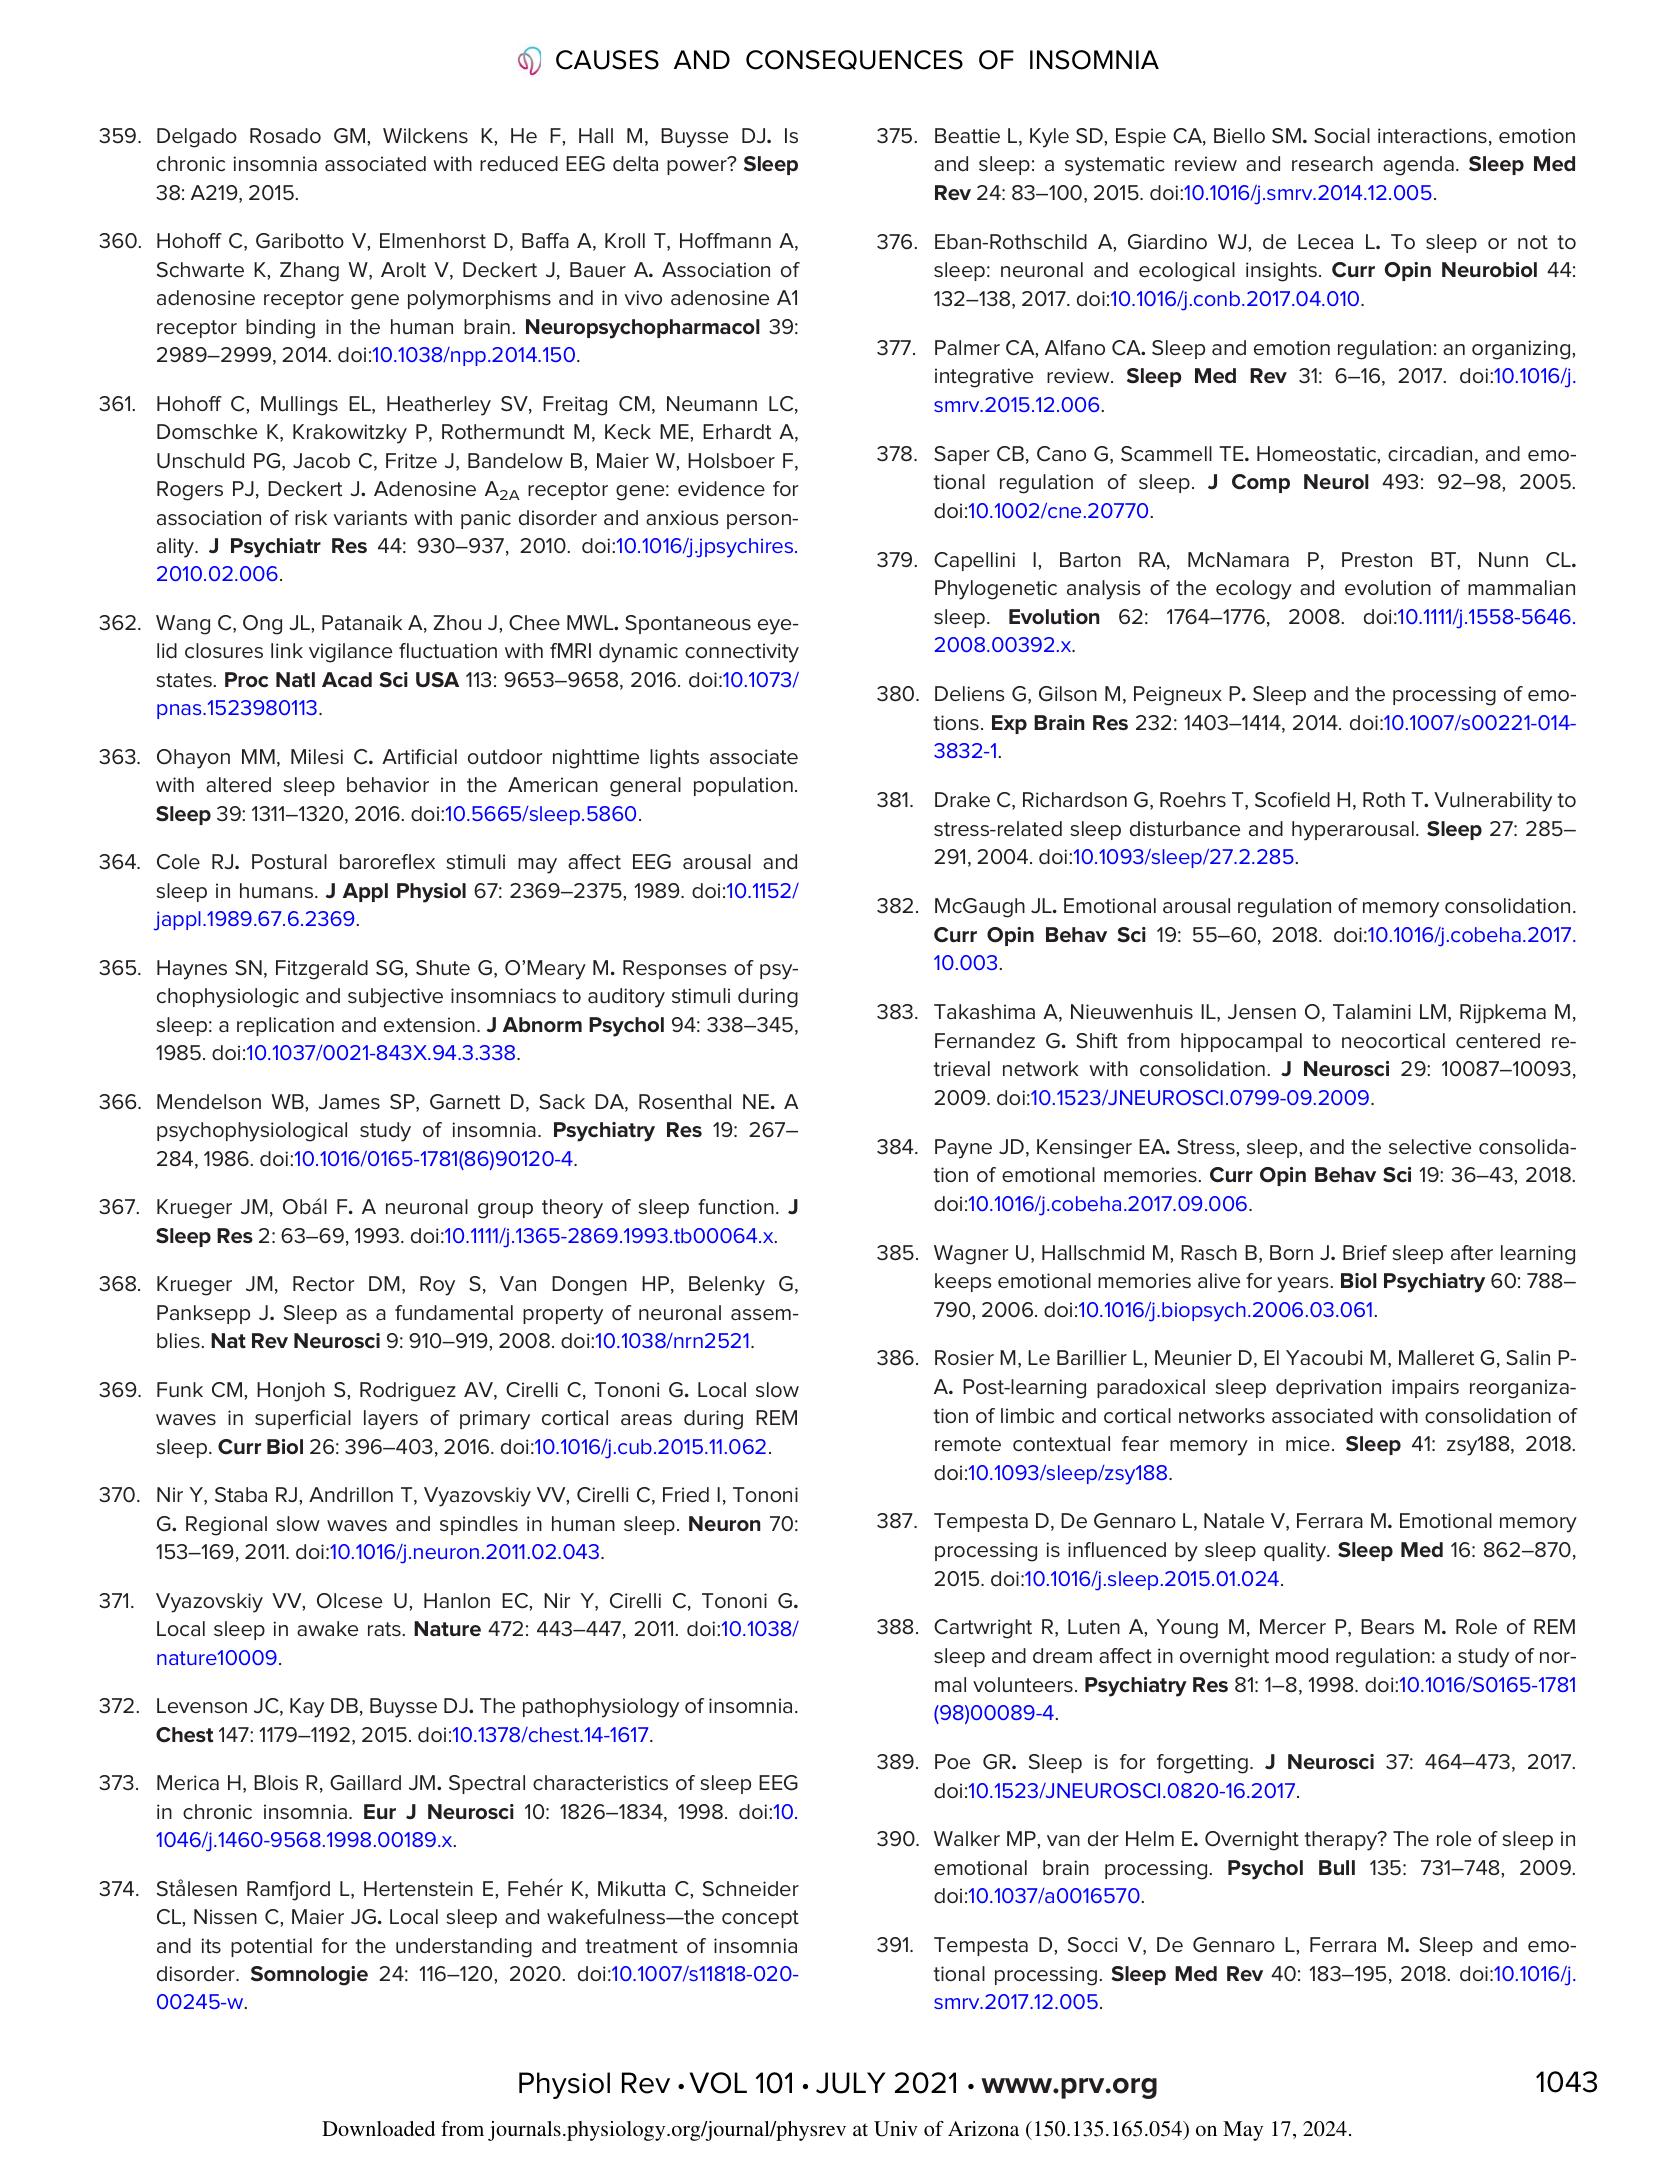 CAUSES AND CONSEQUENCES OF INSOMNIA
359. Delgado Rosado GM, Wilckens K, He F, Hall M, Buysse DJ. Is
chronic insomnia associated with reduced EEG delta power? Sleep
38: A219, 2015.
360. Hohoff C, Garibotto V, Elmenhorst D, Baffa A, Kroll T, Hoffmann A,
Schwarte K, Zhang W, Arolt V, Deckert J, Bauer A. Association of
adenosine receptor gene polymorphisms and in vivo adenosine A1
receptor binding in the human brain. Neuropsychopharmacol 39:
2989–2999, 2014. doi:10.1038/npp.2014.150.
361. Hohoff C, Mullings EL, Heatherley SV, Freitag CM, Neumann LC,
Domschke K, Krakowitzky P, Rothermundt M, Keck ME, Erhardt A,
Unschuld PG, Jacob C, Fritze J, Bandelow B, Maier W, Holsboer F,
Rogers PJ, Deckert J. Adenosine A2A receptor gene: evidence for
association of risk variants with panic disorder and anxious person-
ality. J Psychiatr Res 44: 930–937, 2010. doi:10.1016/j.jpsychires.
2010.02.006.
362. Wang C, Ong JL, Patanaik A, Zhou J, Chee MWL. Spontaneous eye-
lid closures link vigilance fluctuation with fMRI dynamic connectivity
states. Proc Natl Acad Sci USA 113: 9653–9658, 2016. doi:10.1073/
pnas.1523980113.
363. Ohayon MM, Milesi C. Artificial outdoor nighttime lights associate
with altered sleep behavior in the American general population.
Sleep 39: 1311–1320, 2016. doi:10.5665/sleep.5860.
364. Cole RJ. Postural baroreflex stimuli may affect EEG arousal and
sleep in humans. J Appl Physiol 67: 2369–2375, 1989. doi:10.1152/
jappl.1989.67.6.2369.
365. Haynes SN, Fitzgerald SG, Shute G, O’Meary M. Responses of psy-
chophysiologic and subjective insomniacs to auditory stimuli during
sleep: a replication and extension. J Abnorm Psychol 94: 338–345,
1985. doi:10.1037/0021-843X.94.3.338.
366. Mendelson WB, James SP, Garnett D, Sack DA, Rosenthal NE. A
psychophysiological study of insomnia. Psychiatry Res 19: 267–
284, 1986. doi:10.1016/0165-1781(86)90120-4.
367. Krueger JM, Obál F. A neuronal group theory of sleep function. J
Sleep Res 2: 63–69, 1993. doi:10.1111/j.1365-2869.1993.tb00064.x.
368. Krueger JM, Rector DM, Roy S, Van Dongen HP, Belenky G,
Panksepp J. Sleep as a fundamental property of neuronal assem-
blies. Nat Rev Neurosci 9: 910–919, 2008. doi:10.1038/nrn2521.
369. Funk CM, Honjoh S, Rodriguez AV, Cirelli C, Tononi G. Local slow
waves in superficial layers of primary cortical areas during REM
sleep. Curr Biol 26: 396–403, 2016. doi:10.1016/j.cub.2015.11.062.
370. Nir Y, Staba RJ, Andrillon T, Vyazovskiy VV, Cirelli C, Fried I, Tononi
G. Regional slow waves and spindles in human sleep. Neuron 70:
153–169, 2011. doi:10.1016/j.neuron.2011.02.043.
371. Vyazovskiy VV, Olcese U, Hanlon EC, Nir Y, Cirelli C, Tononi G.
Local sleep in awake rats. Nature 472: 443–447, 2011. doi:10.1038/
nature10009.
372. Levenson JC, Kay DB, Buysse DJ. The pathophysiology of insomnia.
Chest 147: 1179–1192, 2015. doi:10.1378/chest.14-1617.
373. Merica H, Blois R, Gaillard JM. Spectral characteristics of sleep EEG
in chronic insomnia. Eur J Neurosci 10: 1826–1834, 1998. doi:10.
1046/j.1460-9568.1998.00189.x.
374. Stålesen Ramfjord L, Hertenstein E, Fehér K, Mikutta C, Schneider
CL, Nissen C, Maier JG. Local sleep and wakefulness—the concept
and its potential for the understanding and treatment of insomnia
disorder. Somnologie 24: 116–120, 2020. doi:10.1007/s11818-020-
00245-w.
375. Beattie L, Kyle SD, Espie CA, Biello SM. Social interactions, emotion
and sleep: a systematic review and research agenda. Sleep Med
Rev 24: 83–100, 2015. doi:10.1016/j.smrv.2014.12.005.
376. Eban-Rothschild A, Giardino WJ, de Lecea L. To sleep or not to
sleep: neuronal and ecological insights. Curr Opin Neurobiol 44:
132–138, 2017. doi:10.1016/j.conb.2017.04.010.
377. Palmer CA, Alfano CA. Sleep and emotion regulation: an organizing,
integrative review. Sleep Med Rev 31: 6–16, 2017. doi:10.1016/j.
smrv.2015.12.006.
378. Saper CB, Cano G, Scammell TE. Homeostatic, circadian, and emo-
tional regulation of sleep. J Comp Neurol 493: 92–98, 2005.
doi:10.1002/cne.20770.
379. Capellini I, Barton RA, McNamara P, Preston BT, Nunn CL.
Phylogenetic analysis of the ecology and evolution of mammalian
sleep. Evolution 62: 1764–1776, 2008. doi:10.1111/j.1558-5646.
2008.00392.x.
380. Deliens G, Gilson M, Peigneux P. Sleep and the processing of emo-
tions. Exp Brain Res 232: 1403–1414, 2014. doi:10.1007/s00221-014-
3832-1.
381. Drake C, Richardson G, Roehrs T, Scofield H, Roth T. Vulnerability to
stress-related sleep disturbance and hyperarousal. Sleep 27: 285–
291, 2004. doi:10.1093/sleep/27.2.285.
382. McGaugh JL. Emotional arousal regulation of memory consolidation.
Curr Opin Behav Sci 19: 55–60, 2018. doi:10.1016/j.cobeha.2017.
10.003.
383. Takashima A, Nieuwenhuis IL, Jensen O, Talamini LM, Rijpkema M,
Fernandez G. Shift from hippocampal to neocortical centered re-
trieval network with consolidation. J Neurosci 29: 10087–10093,
2009. doi:10.1523/JNEUROSCI.0799-09.2009.
384. Payne JD, Kensinger EA. Stress, sleep, and the selective consolida-
tion of emotional memories. Curr Opin Behav Sci 19: 36–43, 2018.
doi:10.1016/j.cobeha.2017.09.006.
385. Wagner U, Hallschmid M, Rasch B, Born J. Brief sleep after learning
keeps emotional memories alive for years. Biol Psychiatry 60: 788–
790, 2006. doi:10.1016/j.biopsych.2006.03.061.
386. Rosier M, Le Barillier L, Meunier D, El Yacoubi M, Malleret G, Salin P-
A. Post-learning paradoxical sleep deprivation impairs reorganiza-
tion of limbic and cortical networks associated with consolidation of
remote contextual fear memory in mice. Sleep 41: zsy188, 2018.
doi:10.1093/sleep/zsy188.
387. Tempesta D, De Gennaro L, Natale V, Ferrara M. Emotional memory
processing is influenced by sleep quality. Sleep Med 16: 862–870,
2015. doi:10.1016/j.sleep.2015.01.024.
388. Cartwright R, Luten A, Young M, Mercer P, Bears M. Role of REM
sleep and dream affect in overnight mood regulation: a study of nor-
mal volunteers. Psychiatry Res 81: 1–8, 1998. doi:10.1016/S0165-1781
(98)00089-4.
389. Poe GR. Sleep is for forgetting. J Neurosci 37: 464–473, 2017.
doi:10.1523/JNEUROSCI.0820-16.2017.
390. Walker MP, van der Helm E. Overnight therapy? The role of sleep in
emotional brain processing. Psychol Bull 135: 731–748, 2009.
doi:10.1037/a0016570.
391. Tempesta D, Socci V, De Gennaro L, Ferrara M. Sleep and emo-
tional processing. Sleep Med Rev 40: 183–195, 2018. doi:10.1016/j.
smrv.2017.12.005.
Physiol Rev • VOL 101 • JULY 2021 • www.prv.org 1043
Downloaded from journals.physiology.org/journal/physrev at Univ of Arizona (150.135.165.054) on May 17, 2024.